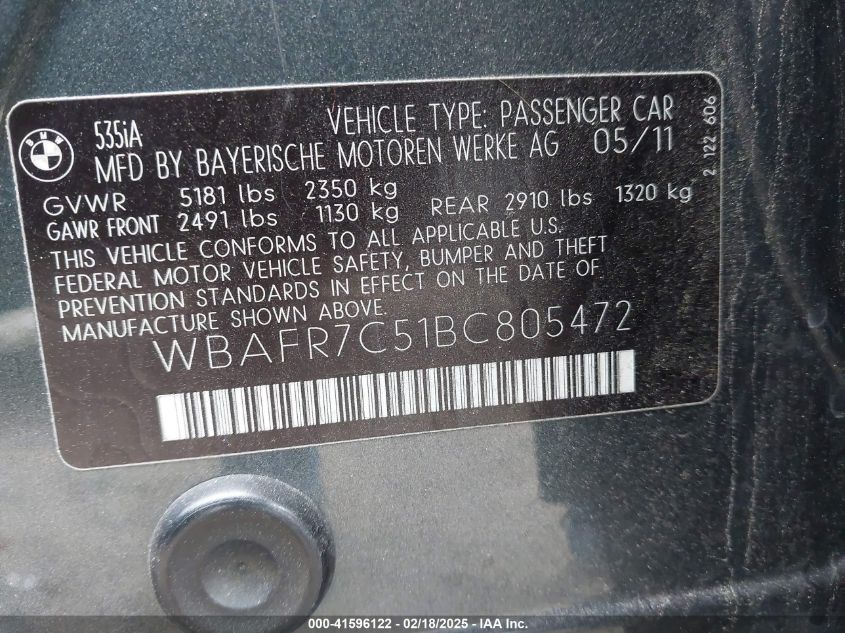 BMW
535iA
VEHICLE TYPE: PASSENGER CAR
MFD BY BAYERISCHE MOTOREN WERKE AG 05/11
GVWR 5181 lbs 2350 kg
GAWR FRONT 2491 lbs 1130 kg REAR 2910 lbs 1320 kg
THIS VEHICLE CONFORMS TO ALL APPLICABLE U.S.
FEDERAL MOTOR VEHICLE SAFETY, BUMPER AND THEFT
PREVENTION STANDARDS IN EFFECT ON THE DATE OF
MANUFACTURE SHOWN ABOVE.
WBAFR7C51BC805472
2 122 606
000-41596122 - 02/18/2025 - IAA Inc.